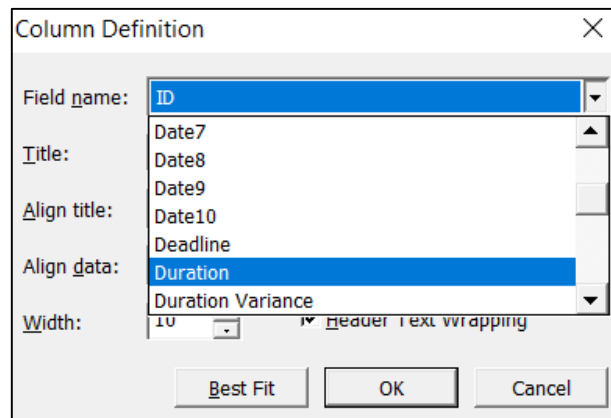 Column Definition
Field name: ID
Date7
Title:
Date8
Date9
Align title:
Date10
Deadline
Align data:
Duration
Duration Variance
Width: 10 Header Text Wrapping
Best Fit OK Cancel